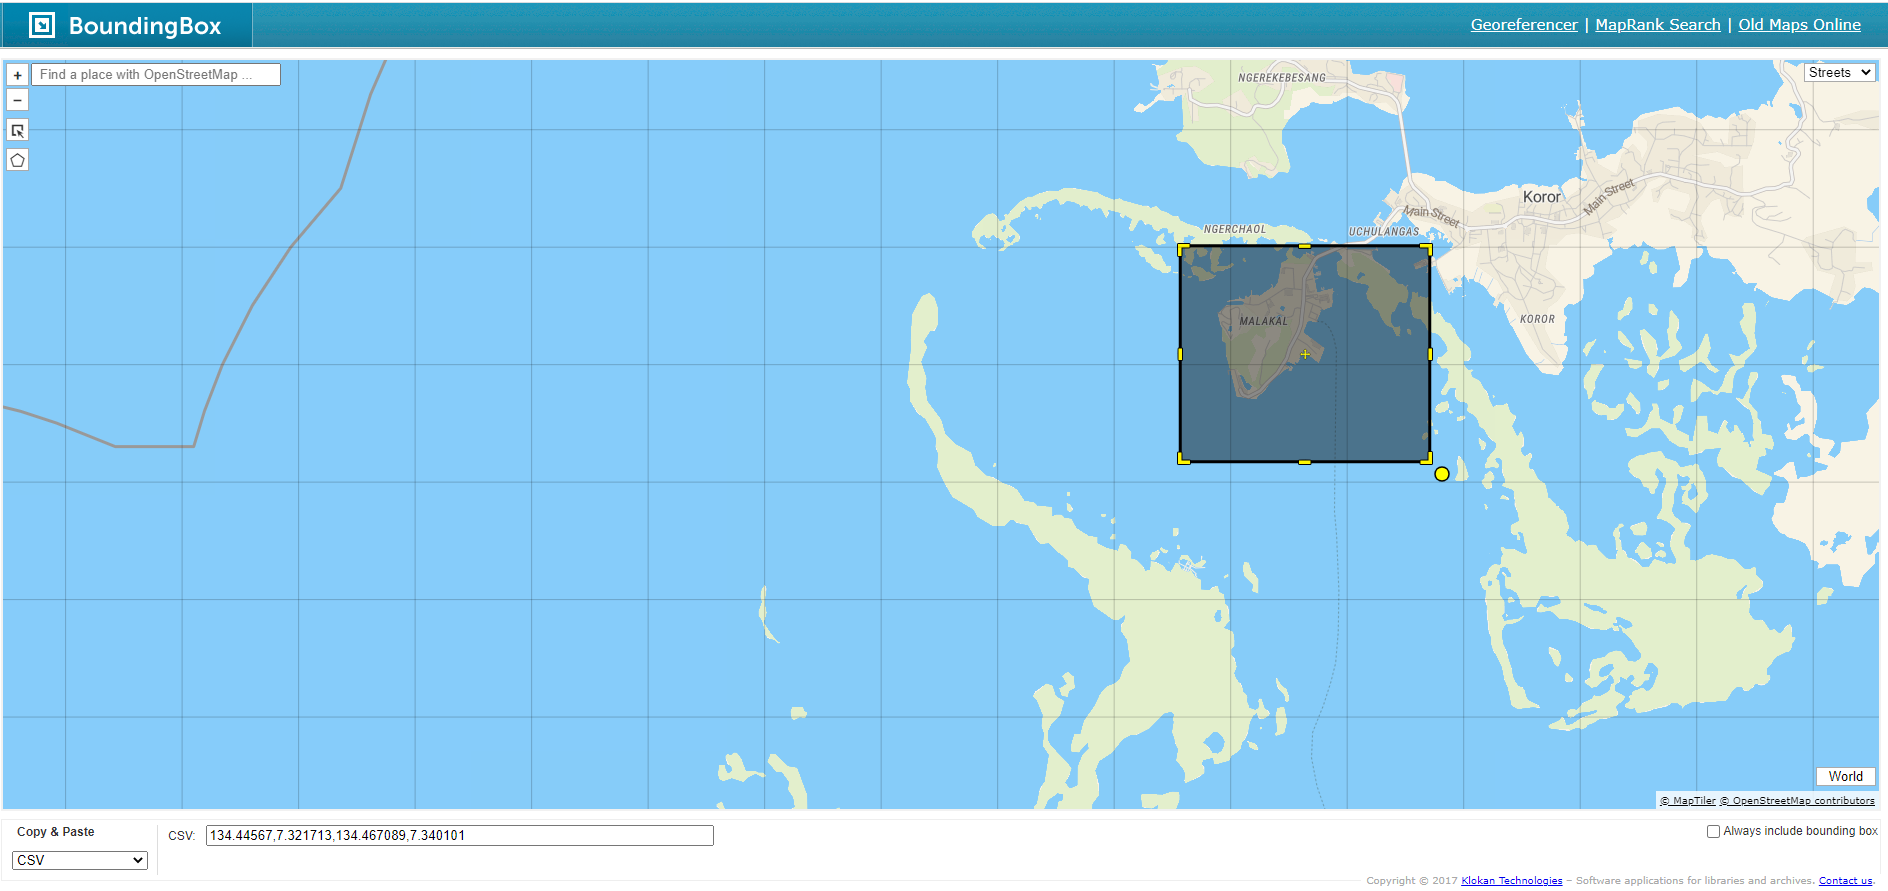 BoundingBox
Georeferencer | MapRank Search | Old Maps Online
+
Find a place with OpenStreetMap ...
Streets
−
NGEREKEBESANG
Koror
Main Street
Main Street
NGERCHAOL
UCHULANGAS
MALAKAL
KOROR
World
© MapTiler © OpenStreetMap contributors
Copy & Paste
CSV: 134.44567,7.321713,134.467089,7.340101
Always include bounding box
CSV
Copyright © 2017 Klokan Technologies – Software applications for libraries and archives. Contact us.